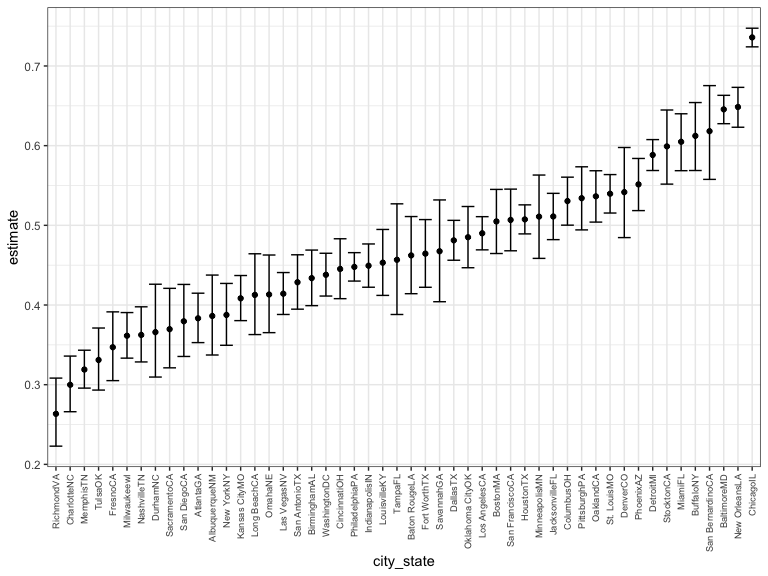 0.7
0.6
0.5
0.4
0.3
0.2
estimate
RichmondVA
CharlotteNC
MemphisTN
TulsaOK
FresnoCA
MilwaukeewI
NashvilleTN
DurhamNC
SacramentoCA
San DiegoCA
AtlantaGA
AlbuquerqueNM
New YorkNY
Kansas CityMO
Long BeachCA
OmahaNE
Las VegasNV
San AntonioTX
BirminghamAL
WashingtonDC
CincinnatiOH
PhiladelphiaPA
IndianapolisIN
LouisvilleKY
TampaFL
Baton RougeLA
Fort WorthTX
SavannahGA
DallasTX
Oklahoma CityOK
Los AngelesCA
BostonMA
San FranciscoCA
HoustonTX
MinneapolisMN
JacksonvilleFL
ColumbusOH
PittsburghPA
OaklandCA
St. LouisMO
DenverCO
PhoenixAZ
DetroitMI
StocktonCA
MiamiFL
BuffaloNY
San BernardinoCA
BaltimoreMD
New OrleansLA
ChicagoIL
city_state